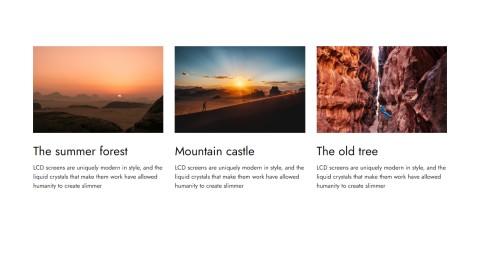 The summer forest
LCD screens are uniquely modern in style, and the
liquid crystals that make them work have allowed
humanity to create slimmer
Mountain castle
LCD screens are uniquely modern in style, and the
liquid crystals that make them work have allowed
humanity to create slimmer
The old tree
LCD screens are uniquely modern in style, and the
liquid crystals that make them work have allowed
humanity to create slimmer